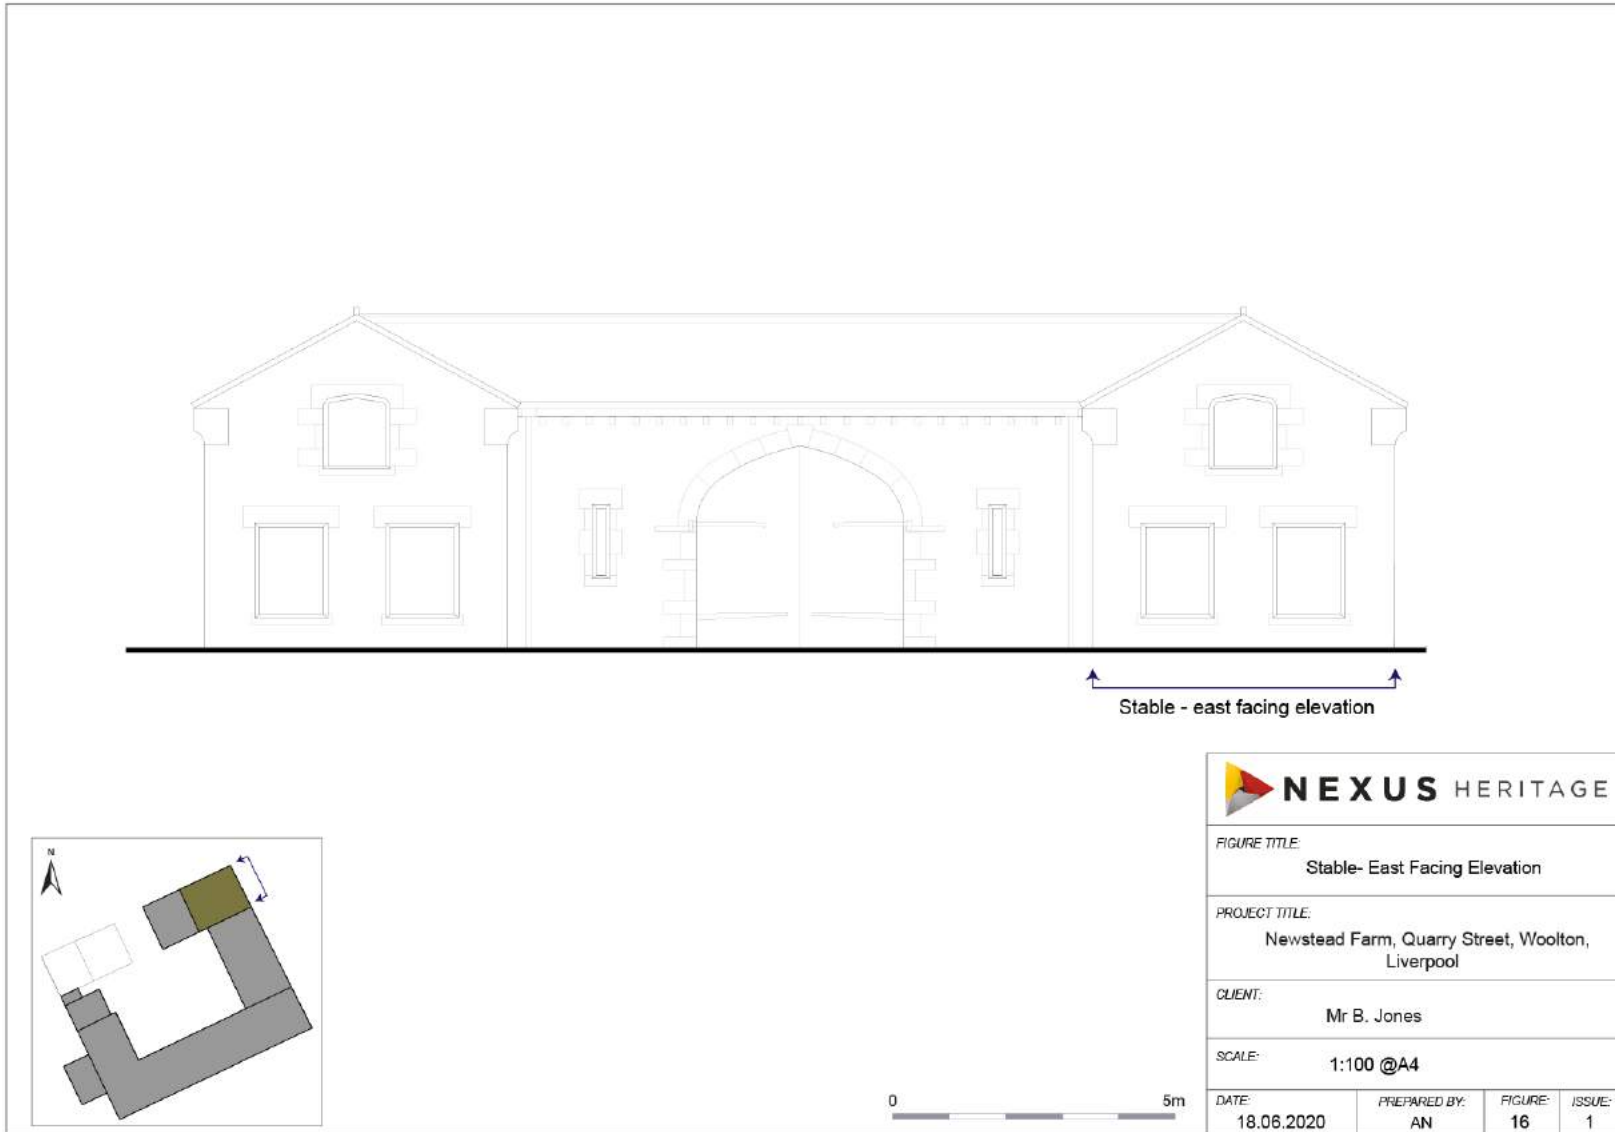 Stable - east facing elevation
NEXUS HERITAGE
FIGURE TITLE:
Stable- East Facing Elevation
PROJECT TITLE:
Newstead Farm, Quarry Street, Woolton,
Liverpool
CLIENT:
Mr B. Jones
SCALE:
1:100 @A4
DATE:
18.06.2020
PREPARED BY:
AN
FIGURE:
16
ISSUE:
1
N
0
5m